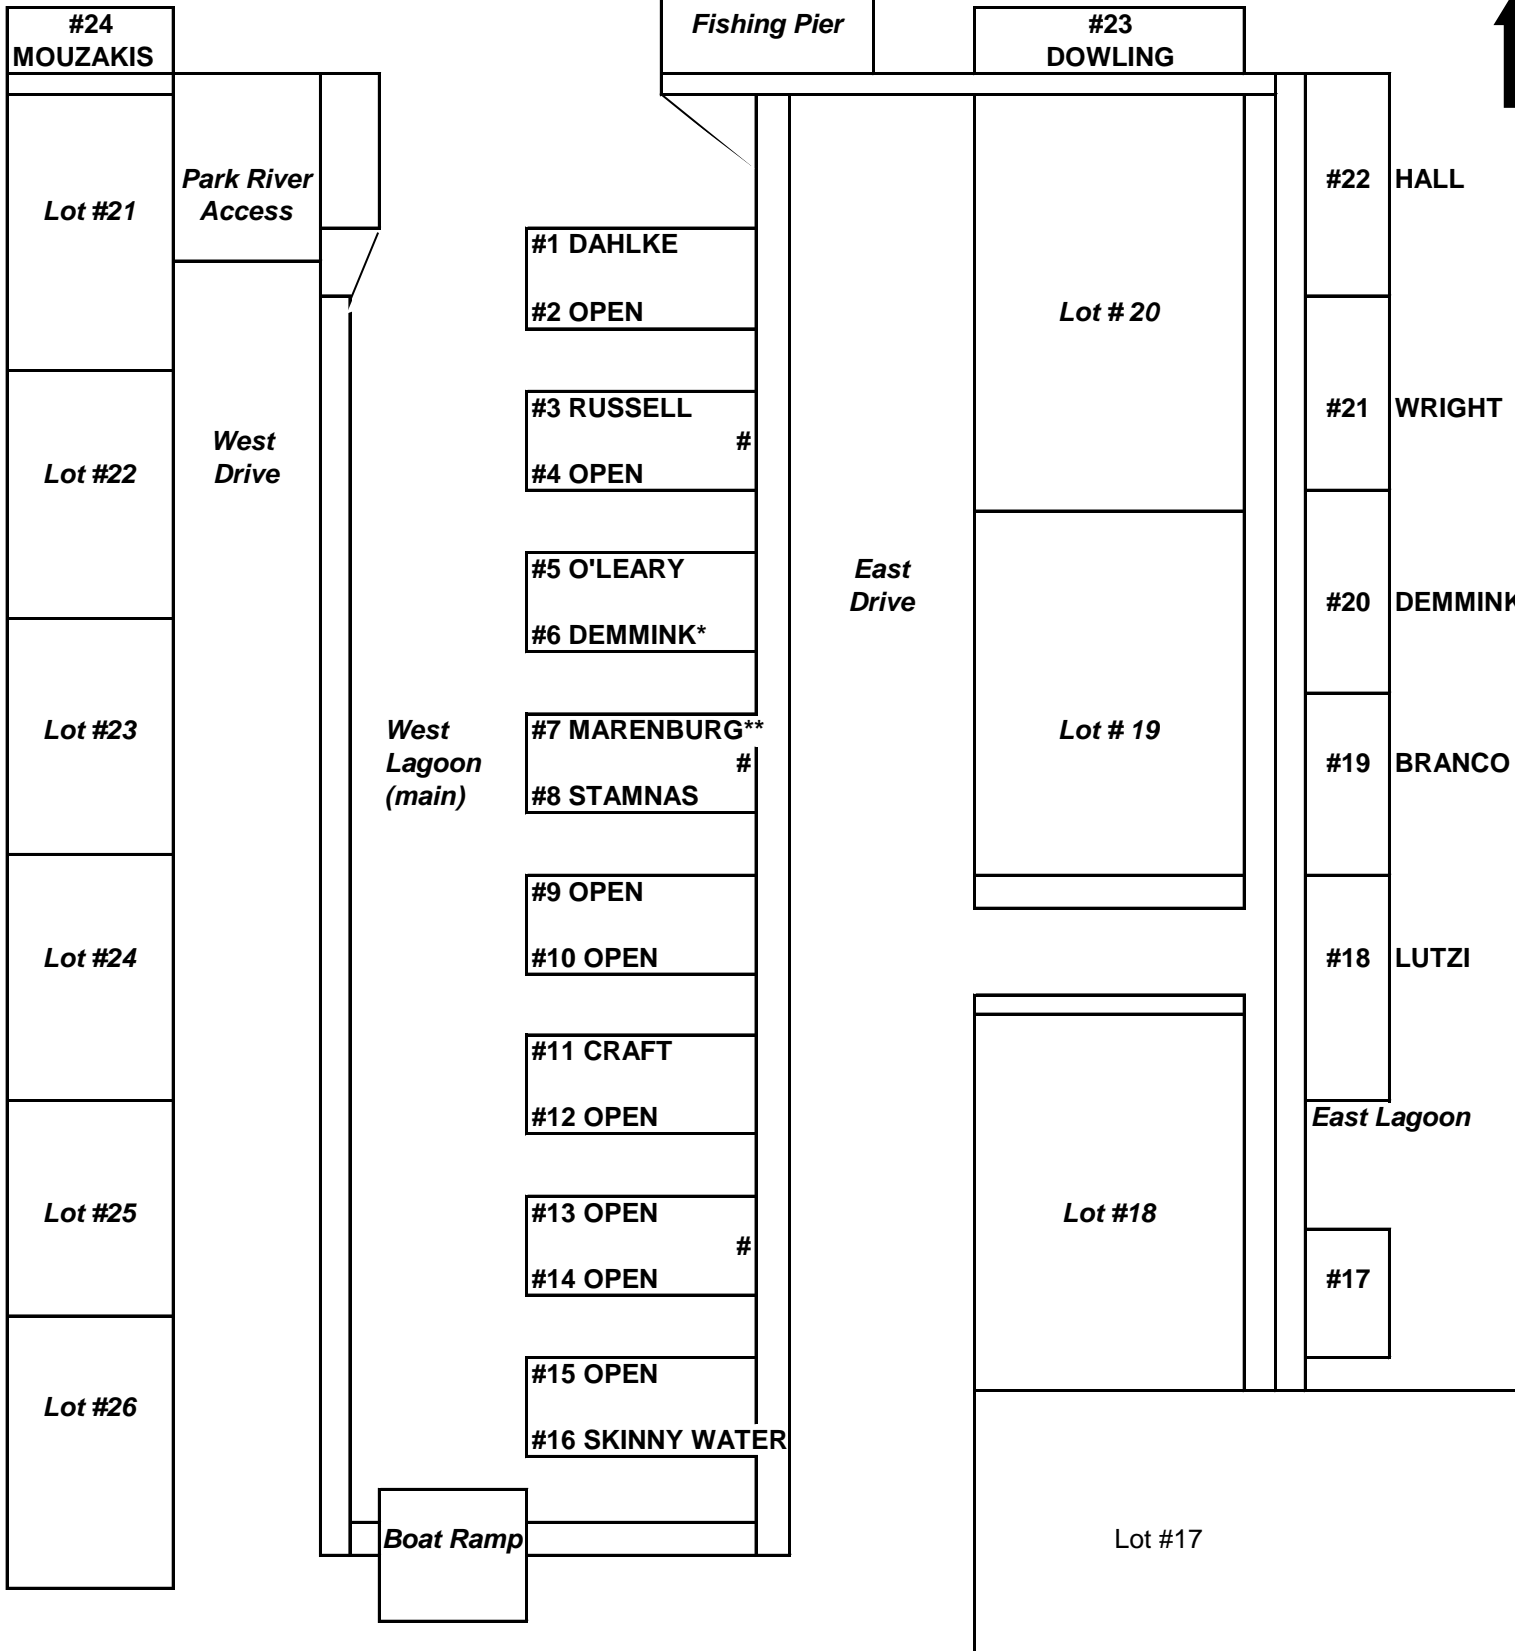 #24
MOUZAKIS
Fishing Pier
#23
DOWLING
Lot #21
Park River
Access
#22 HALL
#1 DAHLKE
#2 OPEN
Lot # 20
#3 RUSSELL
#
#4 OPEN
#21 WRIGHT
Lot #22
West
Drive
#5 O'LEARY
#6 DEMMINK*
East
Drive
#20 DEMMINK
Lot #23
West
Lagoon
(main)
#7 MARENBURG**
#
#8 STAMNAS
Lot # 19
#19 BRANCO
#9 OPEN
#10 OPEN
Lot #24
#18 LUTZI
#11 CRAFT
#12 OPEN
East Lagoon
Lot #25
#13 OPEN
#
#14 OPEN
Lot #18
#17
#15 OPEN
Lot #26
#16 SKINNY WATER
Boat Ramp
Lot #17